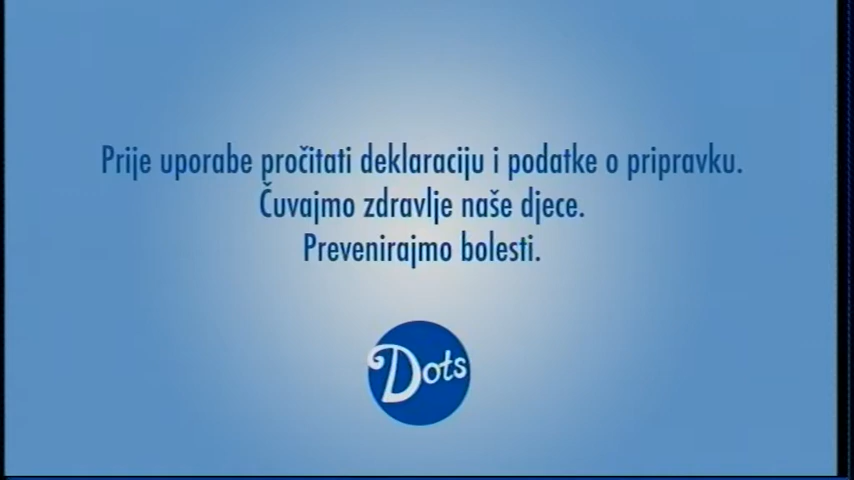 Prije uporabe pročitati deklaraciju i podatke o pripravku.
Čuvajmo zdravlje naše djece.
Prevenirajmo bolesti.
Dots